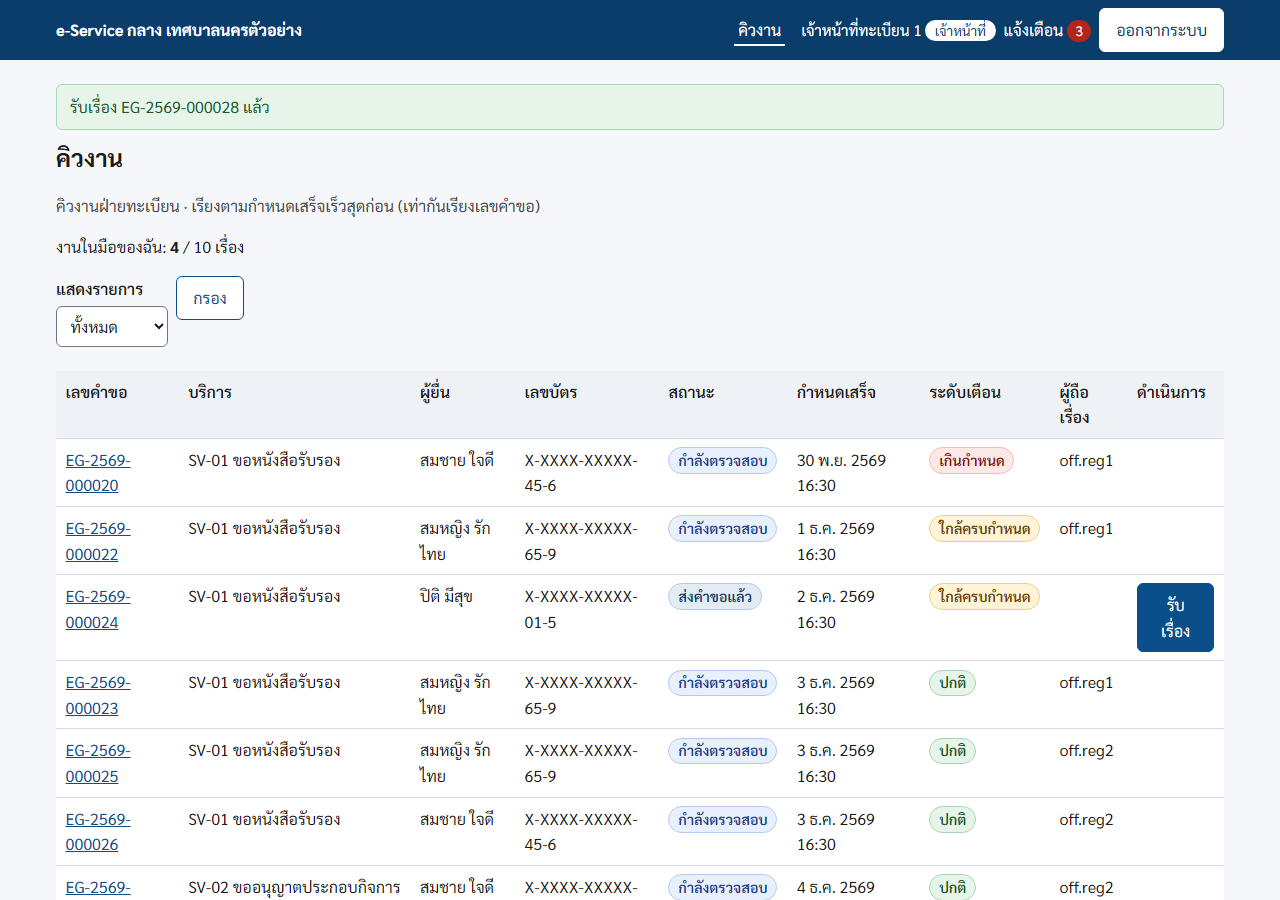 e-Service กลาง เทศบาลนครตัวอย่าง
คิวงาน เจ้าหน้าที่ทะเบียน 1 เจ้าหน้าที่ แจ้งเตือน 3 ออกจากระบบ
รับเรื่อง EG-2569-000028 แล้ว
คิวงาน
คิวงานฝ่ายทะเบียน · เรียงตามกำหนดเสร็จเร็วสุดก่อน (เท่ากันเรียงเลขคำขอ)
งานในมือของฉัน: 4 / 10 เรื่อง
แสดงรายการ
ทั้งหมด กรอง
เลขคำขอ บริการ ผู้ยื่น เลขบัตร สถานะ กำหนดเสร็จ ระดับเตือน ผู้ถือ ดำเนินการ
เรื่อง
EG-2569- SV-01 ขอหนังสือรับรอง สมชาย ใจดี X-XXXX-XXXXX- กำลังตรวจสอบ 30 พ.ย. 2569 เกินกำหนด off.reg1
000020 45-6 16:30
EG-2569- SV-01 ขอหนังสือรับรอง สมหญิง รัก X-XXXX-XXXXX- กำลังตรวจสอบ 1 ธ.ค. 2569 ใกล้ครบกำหนด off.reg1
000022 ไทย 65-9 16:30
EG-2569- SV-01 ขอหนังสือรับรอง ปิติ มีสุข X-XXXX-XXXXX- ส่งคำขอแล้ว 2 ธ.ค. 2569 ใกล้ครบกำหนด รับ
000024 01-5 16:30 เรื่อง
EG-2569- SV-01 ขอหนังสือรับรอง สมหญิง รัก X-XXXX-XXXXX- กำลังตรวจสอบ 3 ธ.ค. 2569 ปกติ off.reg1
000023 ไทย 65-9 16:30
EG-2569- SV-01 ขอหนังสือรับรอง สมหญิง รัก X-XXXX-XXXXX- กำลังตรวจสอบ 3 ธ.ค. 2569 ปกติ off.reg2
000025 ไทย 65-9 16:30
EG-2569- SV-01 ขอหนังสือรับรอง สมชาย ใจดี X-XXXX-XXXXX- กำลังตรวจสอบ 3 ธ.ค. 2569 ปกติ off.reg2
000026 45-6 16:30
EG-2569- SV-02 ขออนุญาตประกอบกิจการ สมชาย ใจดี X-XXXX-XXXXX- กำลังตรวจสอบ 4 ธ.ค. 2569 ปกติ off.reg2